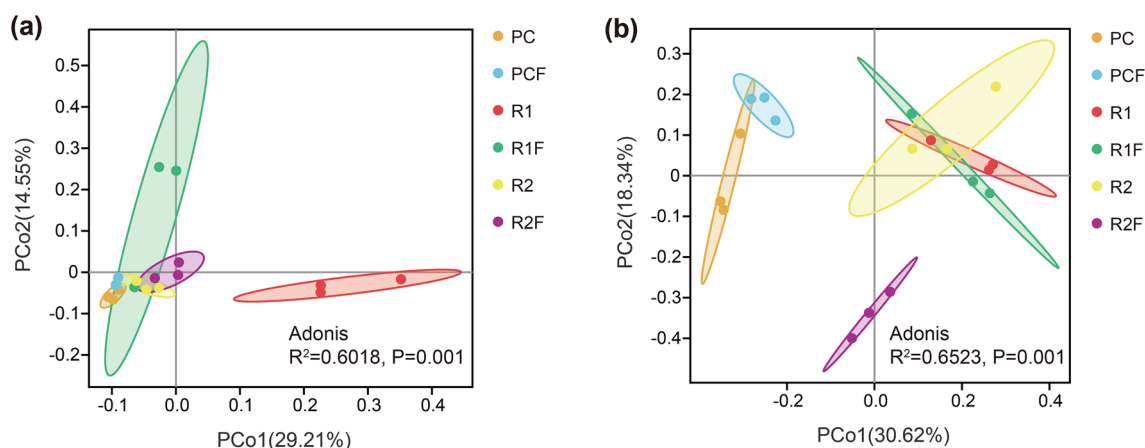 (a)
PCo2(14.55%)
0.5
0.4
0.3
0.2
0.1
0
-0.1
-0.2
-0.1
0.0
0.1
0.2
0.3
0.4
PCo1(29.21%)
Adonis
R²=0.6018, P=0.001
PC
PCF
R1
R1F
R2
R2F
(b)
PCo2(18.34%)
0.3
0.2
0.1
0
-0.1
-0.2
-0.3
-0.4
-0.2
0.0
0.2
0.4
PCo1(30.62%)
Adonis
R²=0.6523, P=0.001
PC
PCF
R1
R1F
R2
R2F